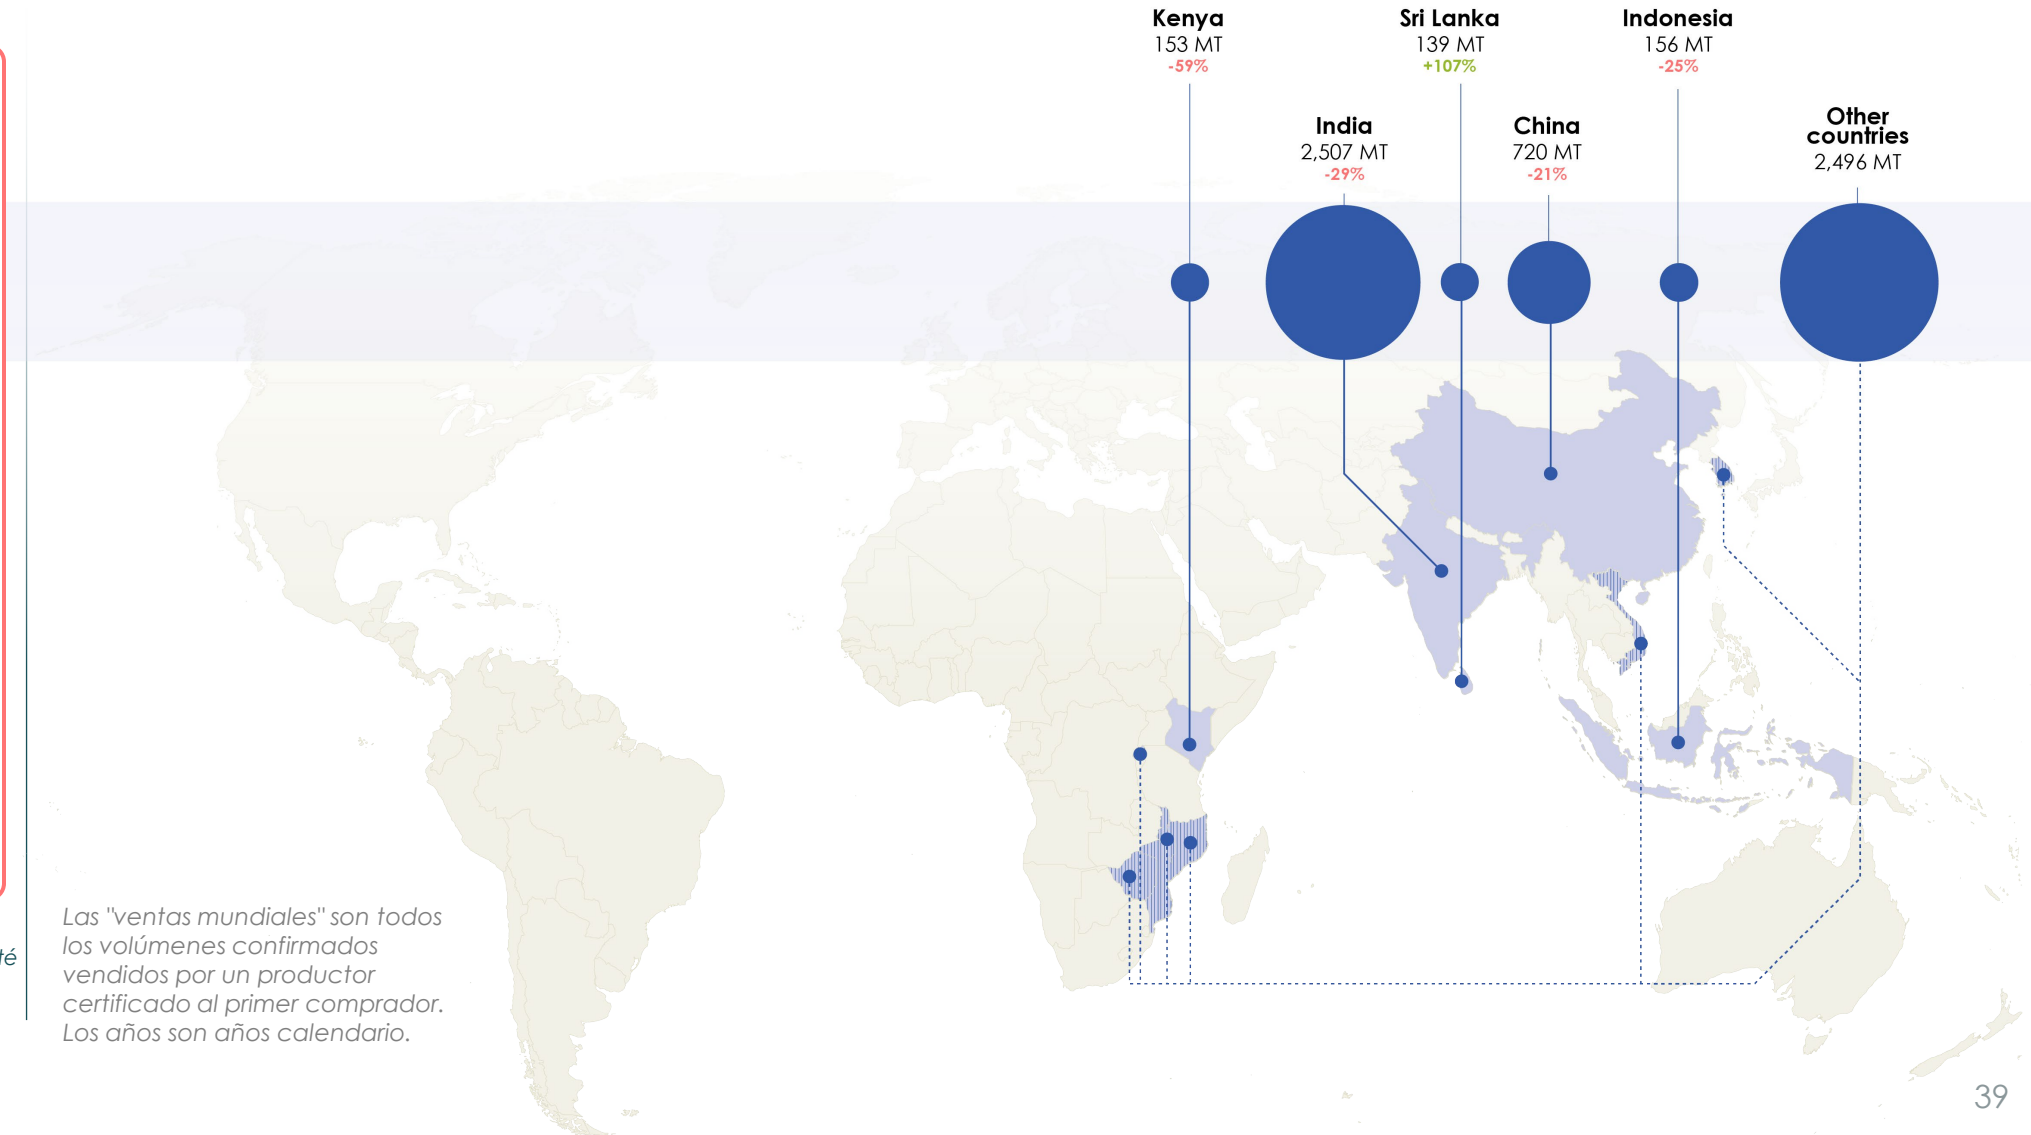 Kenya
153 MT
-59%
Sri Lanka
139 MT
+107%
Indonesia
156 MT
-25%
India
2,507 MT
-29%
China
720 MT
-21%
Other
countries
2,496 MT
Las "ventas mundiales" son todos
los volúmenes confirmados
vendidos por un productor
certificado al primer comprador.
Los años son años calendario.
39